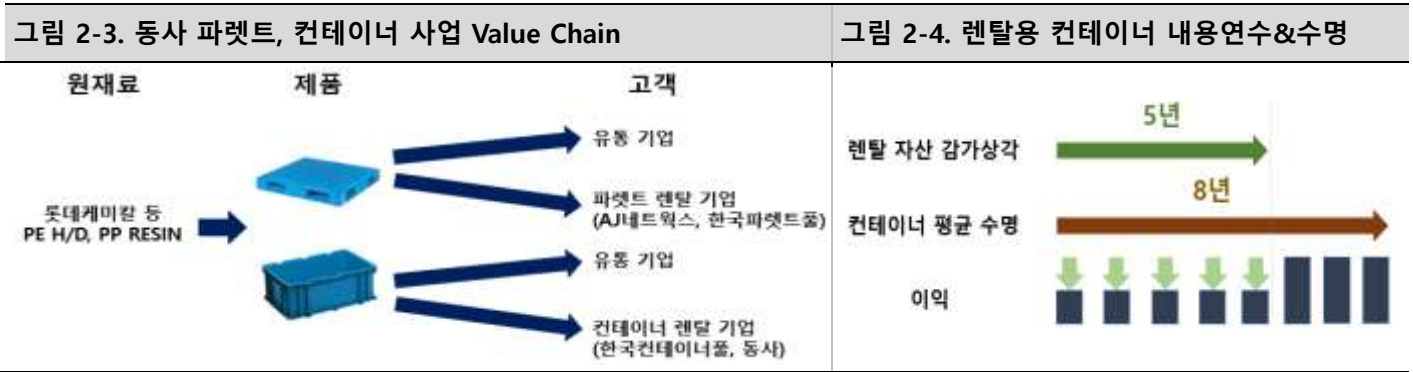 그림 2-3. 동사 파렛트, 컨테이너 사업 Value Chain
원재료
제품
고객
롯데케미칼 등
PE H/D, PP RESIN
유통 기업
파렛트 렌탈 기업
(AJ네트웍스, 한국파렛트풀)
유통 기업
컨테이너 렌탈 기업
(한국컨테이너풀, 동사)
그림 2-4. 렌탈용 컨테이너 내용연수&수명
5년
렌탈 자산 감가상각
8년
컨테이너 평균 수명
이익